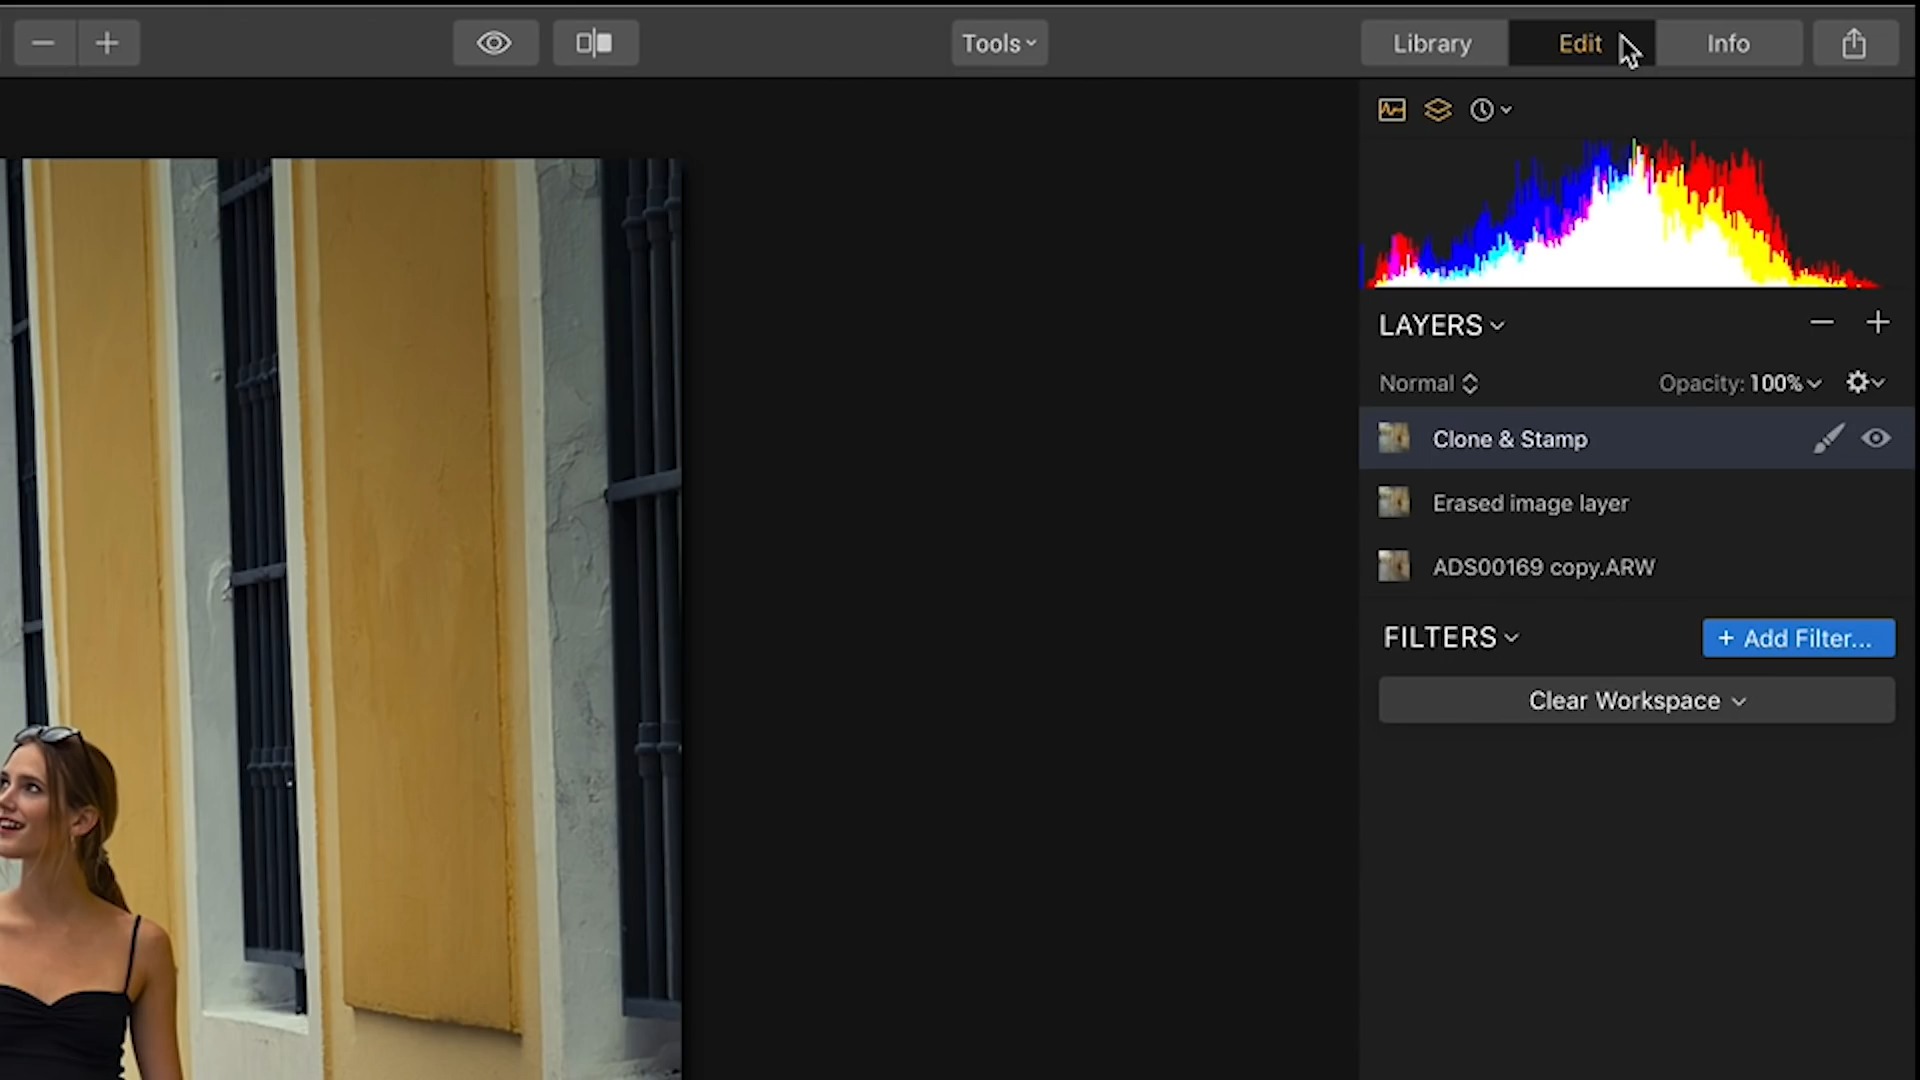 Tools
Library
Edit
Info
LAYERS
Normal
Opacity: 100%
Clone & Stamp
Erased image layer
ADS00169 copy.ARW
FILTERS
+ Add Filter...
Clear Workspace